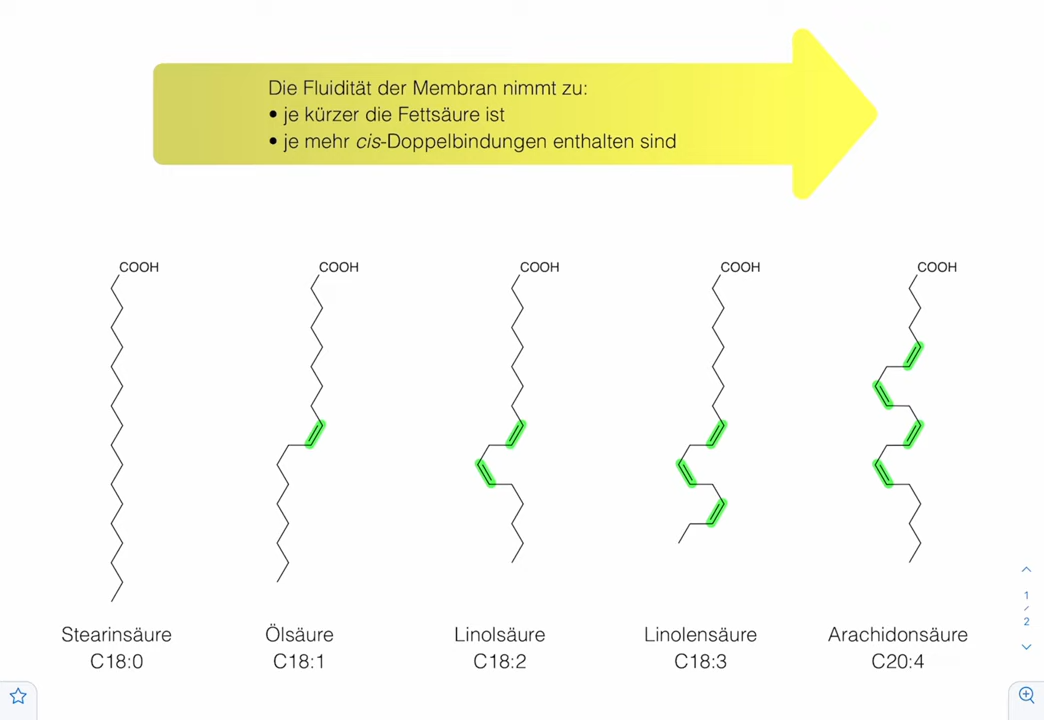 Die Fluidität der Membran nimmt zu:
• je kürzer die Fettsäure ist
• je mehr cis-Doppelbindungen enthalten sind
COOH COOH COOH COOH COOH
Stearinsäure Ölsäure Linolsäure Linolensäure Arachidonsäure
C18:0 C18:1 C18:2 C18:3 C20:4
1
/
2